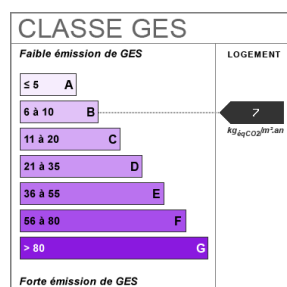 CLASSE GES
Faible émission de GES
LOGEMENT
≤ 5 A
6 à 10 B
7
kgéqCO2/m².an
11 à 20 C
21 à 35 D
36 à 55 E
56 à 80 F
> 80 G
Forte émission de GES